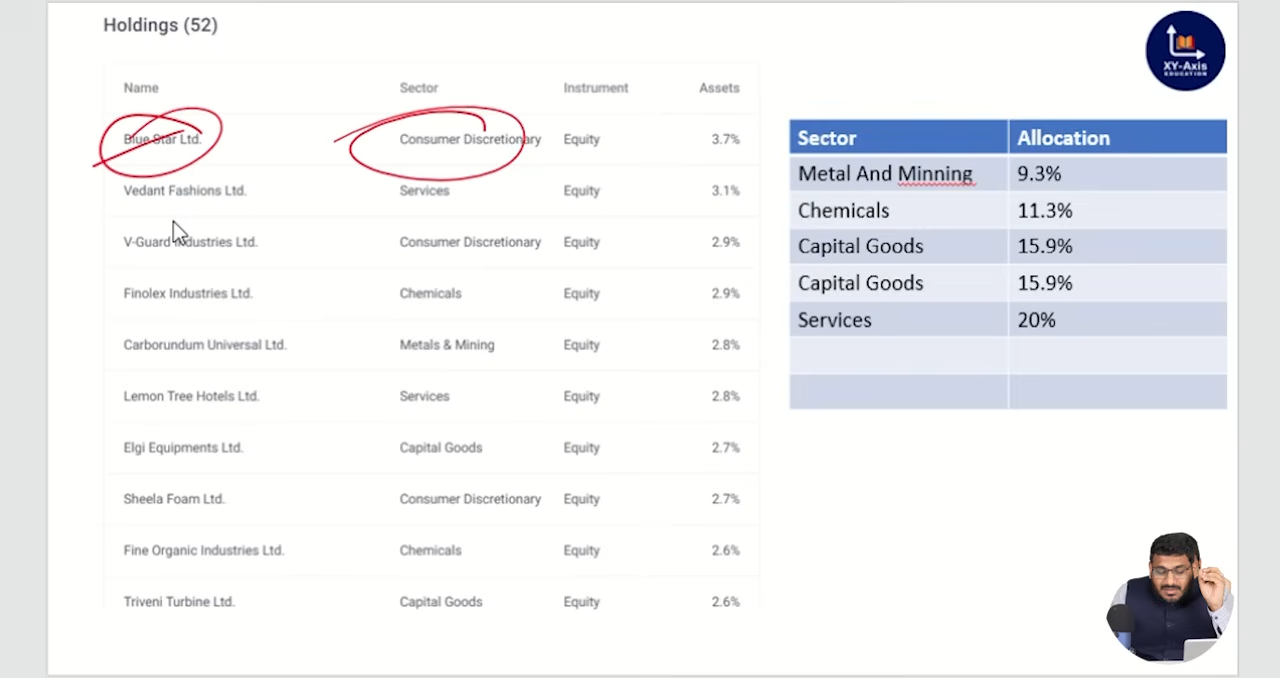 Holdings (52)
XY-Axis
EDUCATION
Name Sector Instrument Assets
Blue Star Ltd. Consumer Discretionary Equity 3.7%
Vedant Fashions Ltd. Services Equity 3.1%
V-Guard Industries Ltd. Consumer Discretionary Equity 2.9%
Finolex Industries Ltd. Chemicals Equity 2.9%
Carborundum Universal Ltd. Metals & Mining Equity 2.8%
Lemon Tree Hotels Ltd. Services Equity 2.8%
Elgi Equipments Ltd. Capital Goods Equity 2.7%
Sheela Foam Ltd. Consumer Discretionary Equity 2.7%
Fine Organic Industries Ltd. Chemicals Equity 2.6%
Triveni Turbine Ltd. Capital Goods Equity 2.6%
Sector Allocation
Metal And Minning 9.3%
Chemicals 11.3%
Capital Goods 15.9%
Capital Goods 15.9%
Services 20%